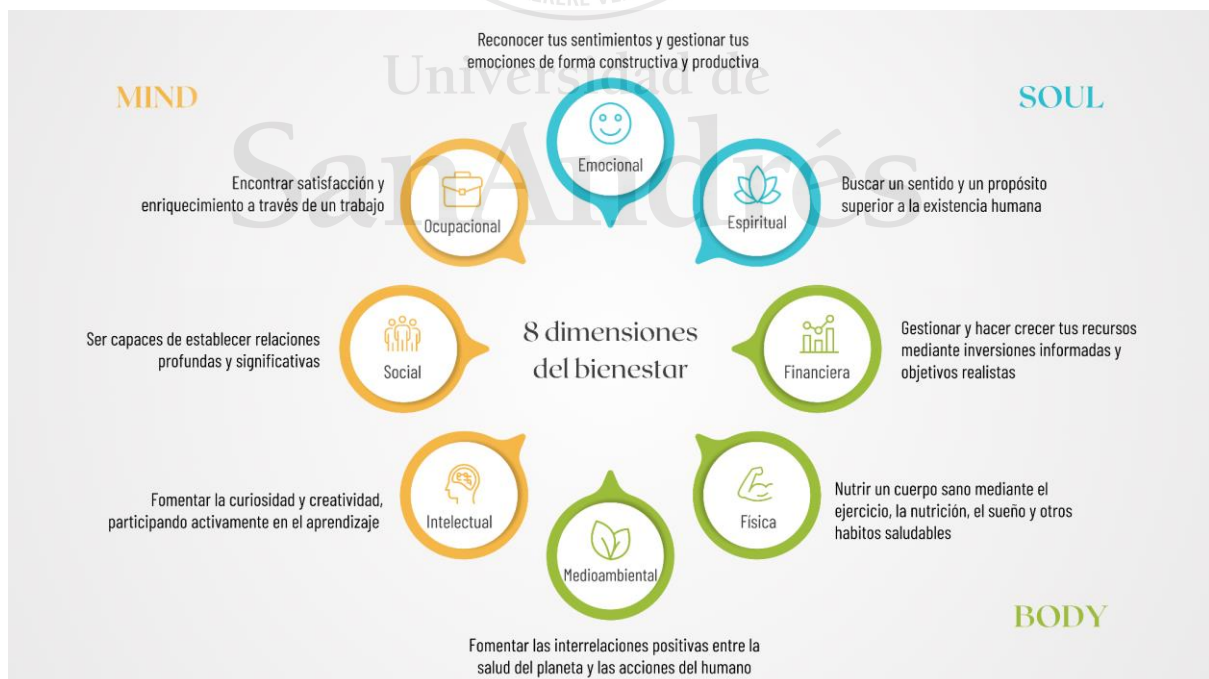 Reconocer tus sentimientos y gestionar tus
emociones de forma constructiva y productiva
Universidad de
SanAndrés
MIND
SOUL
Emocional
Encontrar satisfacción y
enriquecimiento a través de un trabajo
Ocupacional
Espiritual
Buscar un sentido y un propósito
superior a la existencia humana
Ser capaces de establecer relaciones
profundas y significativas
Social
8 dimensiones
del bienestar
Financiera
Gestionar y hacer crecer tus recursos
mediante inversiones informadas y
objetivos realistas
Fomentar la curiosidad y creatividad,
participando activamente en el aprendizaje
Intelectual
Física
Nutrir un cuerpo sano mediante el
ejercicio, la nutrición, el sueño y otros
habitos saludables
Medioambiental
BODY
Fomentar las interrelaciones positivas entre la
salud del planeta y las acciones del humano